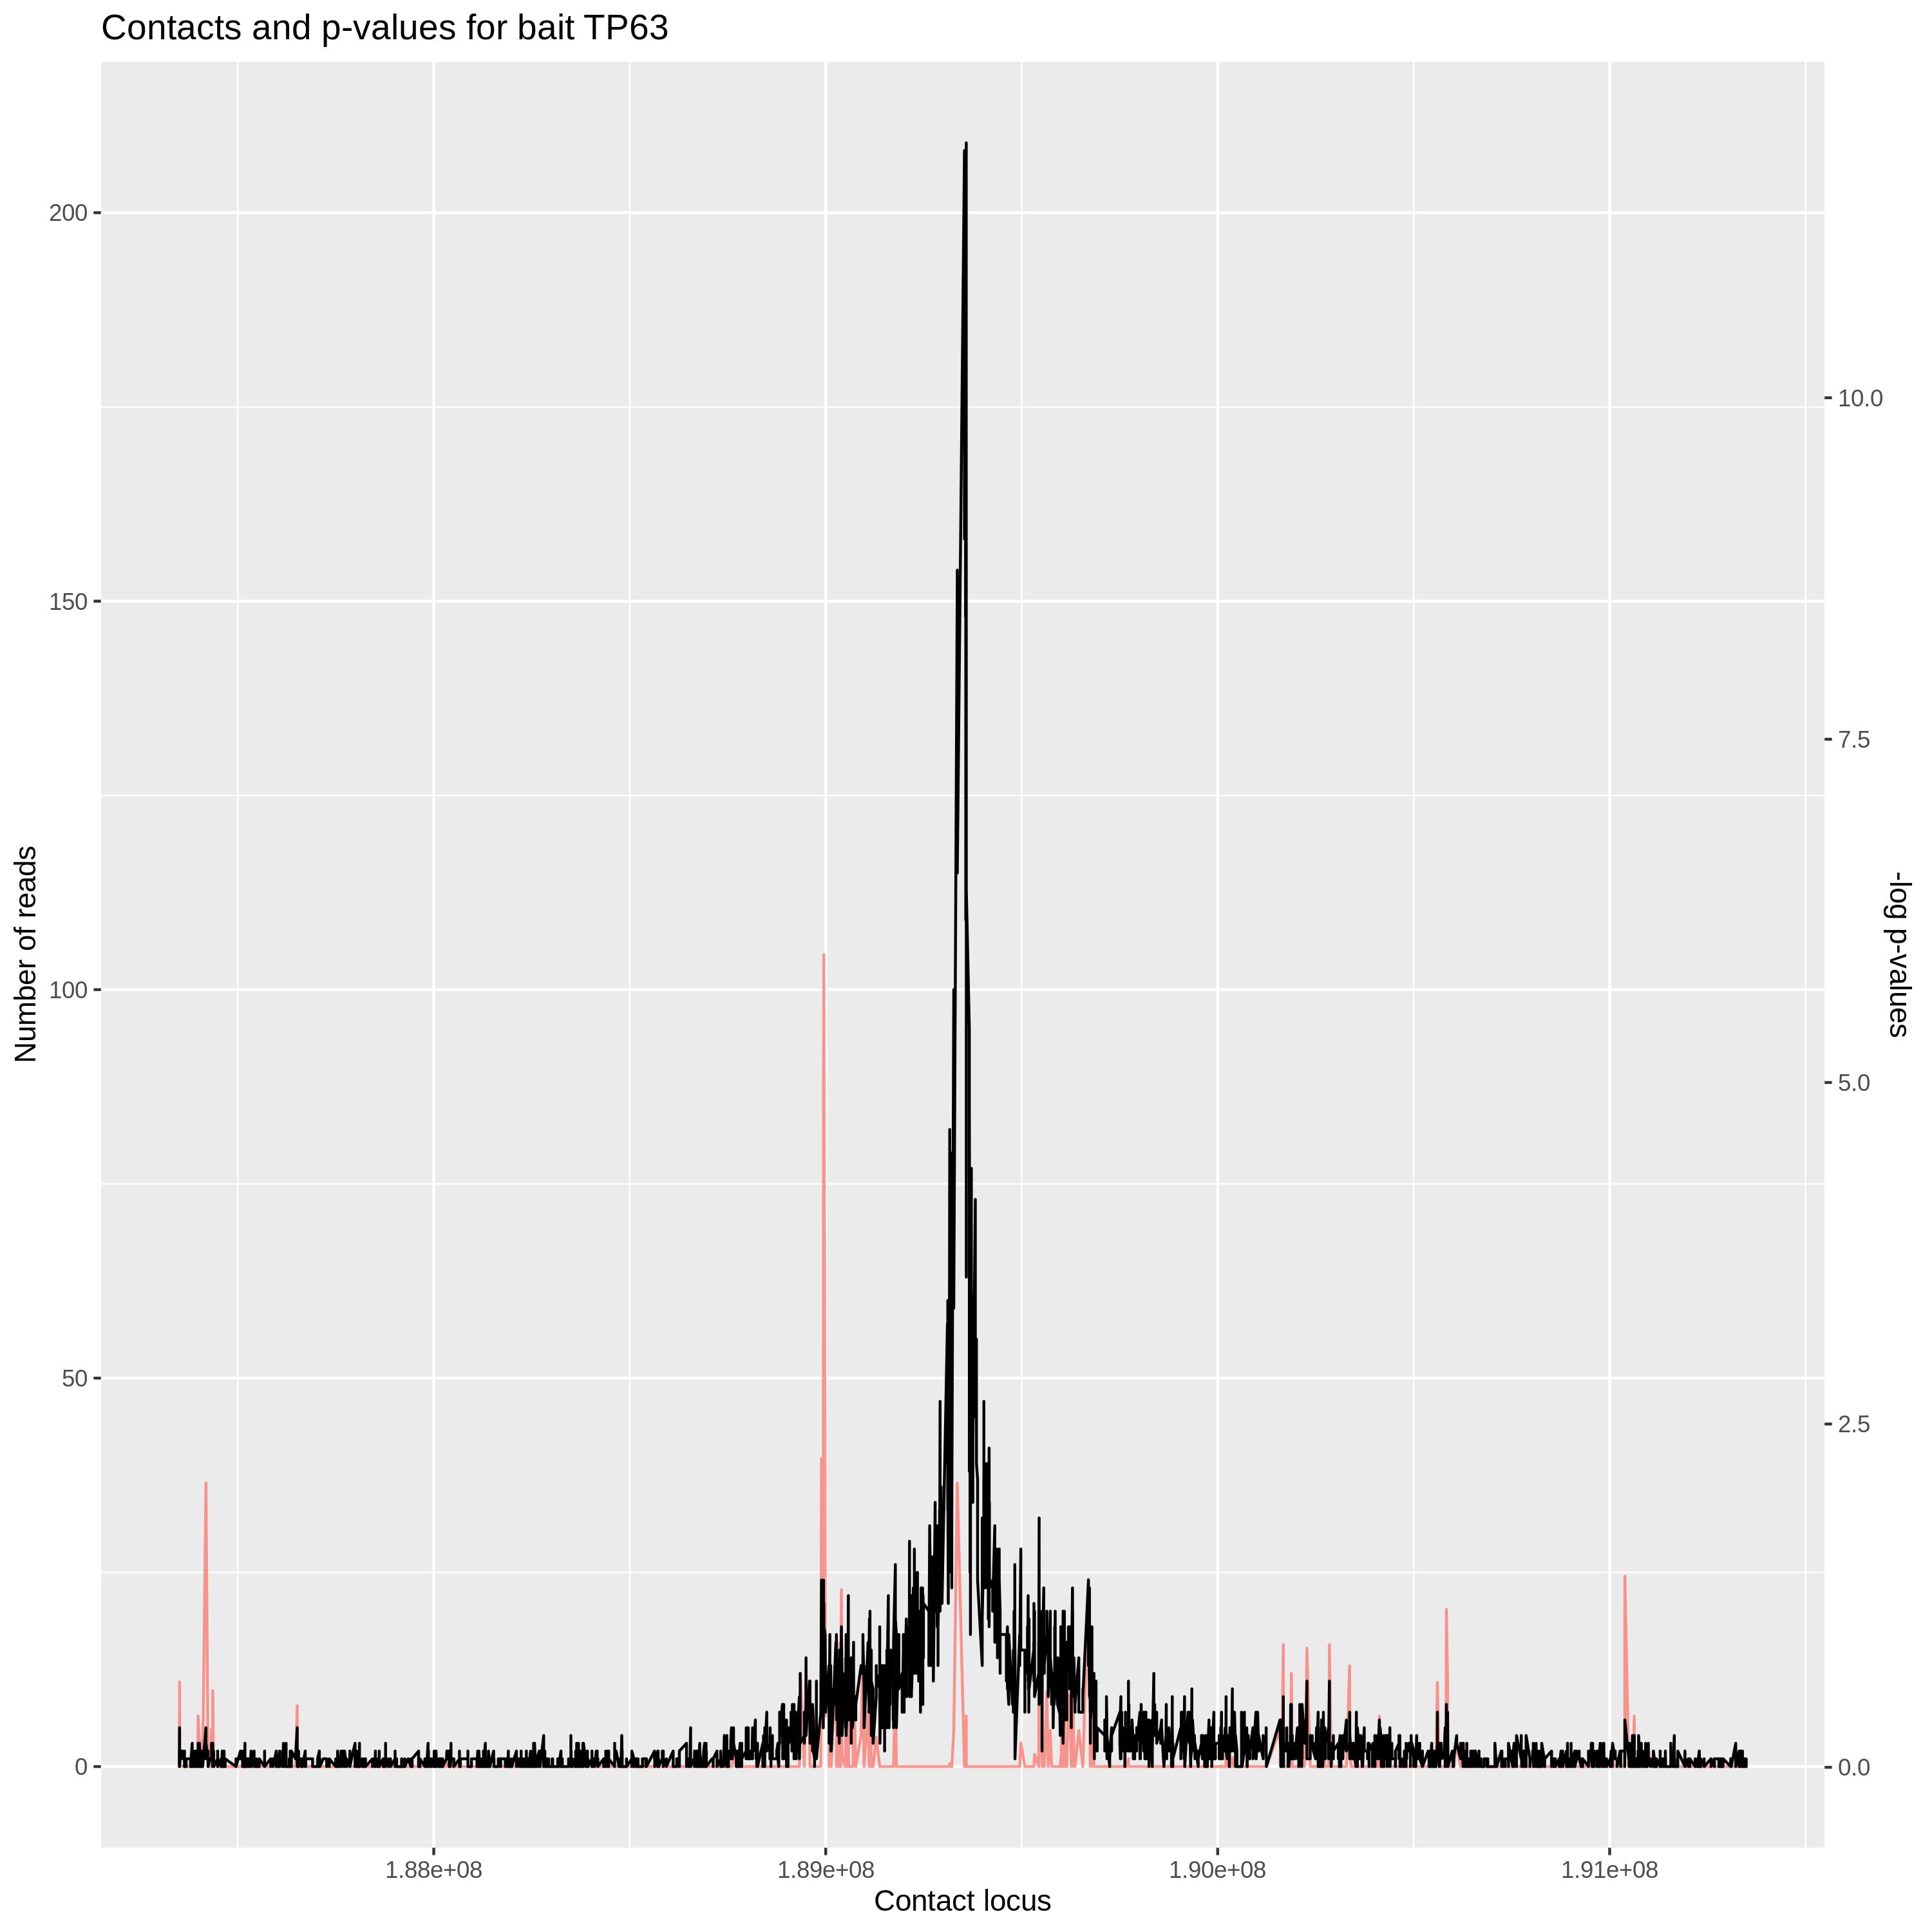 Contacts and p-values for bait TP63
200
150
100
50
0
Number of reads
10.0
7.5
5.0
2.5
0.0
-log p-values
1.88e+08 1.89e+08 1.90e+08 1.91e+08
Contact locus